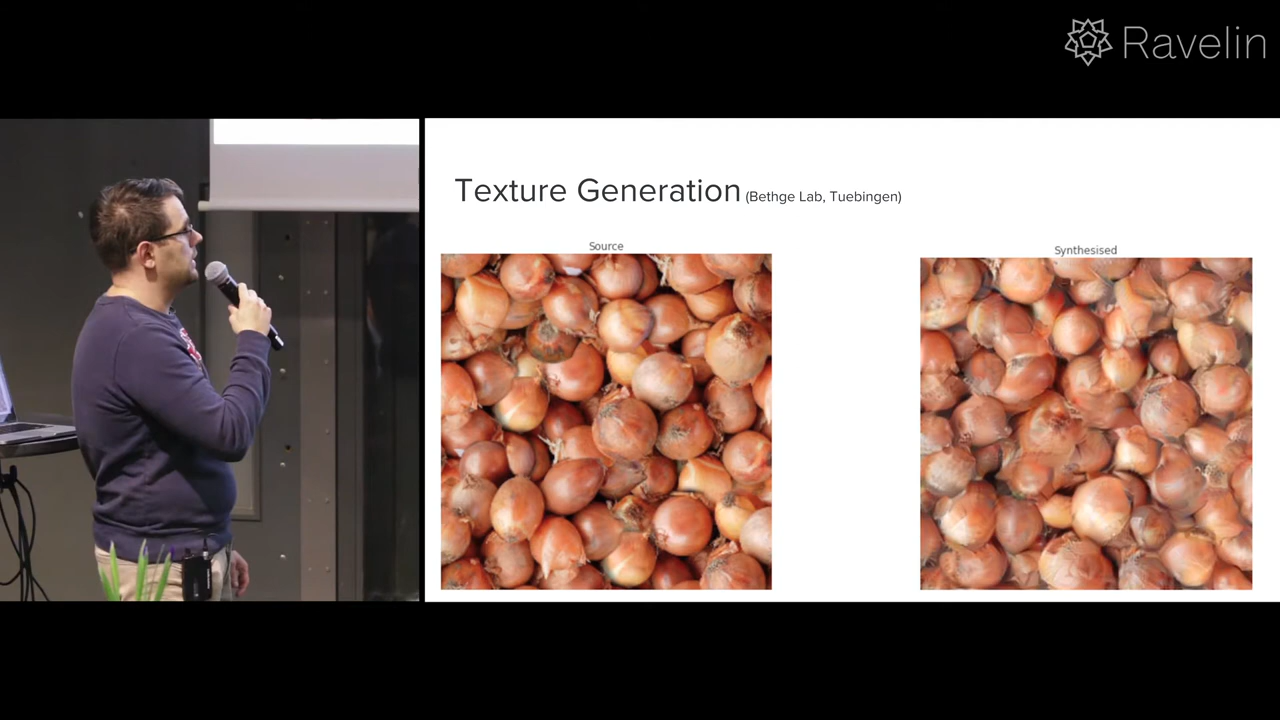 Ravelin
Texture Generation (Bethge Lab, Tuebingen)
Source
Synthesised